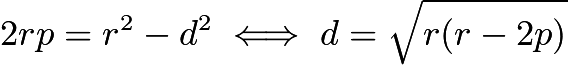 2rp = r² − d² ⟺ d = √(r(r − 2p))